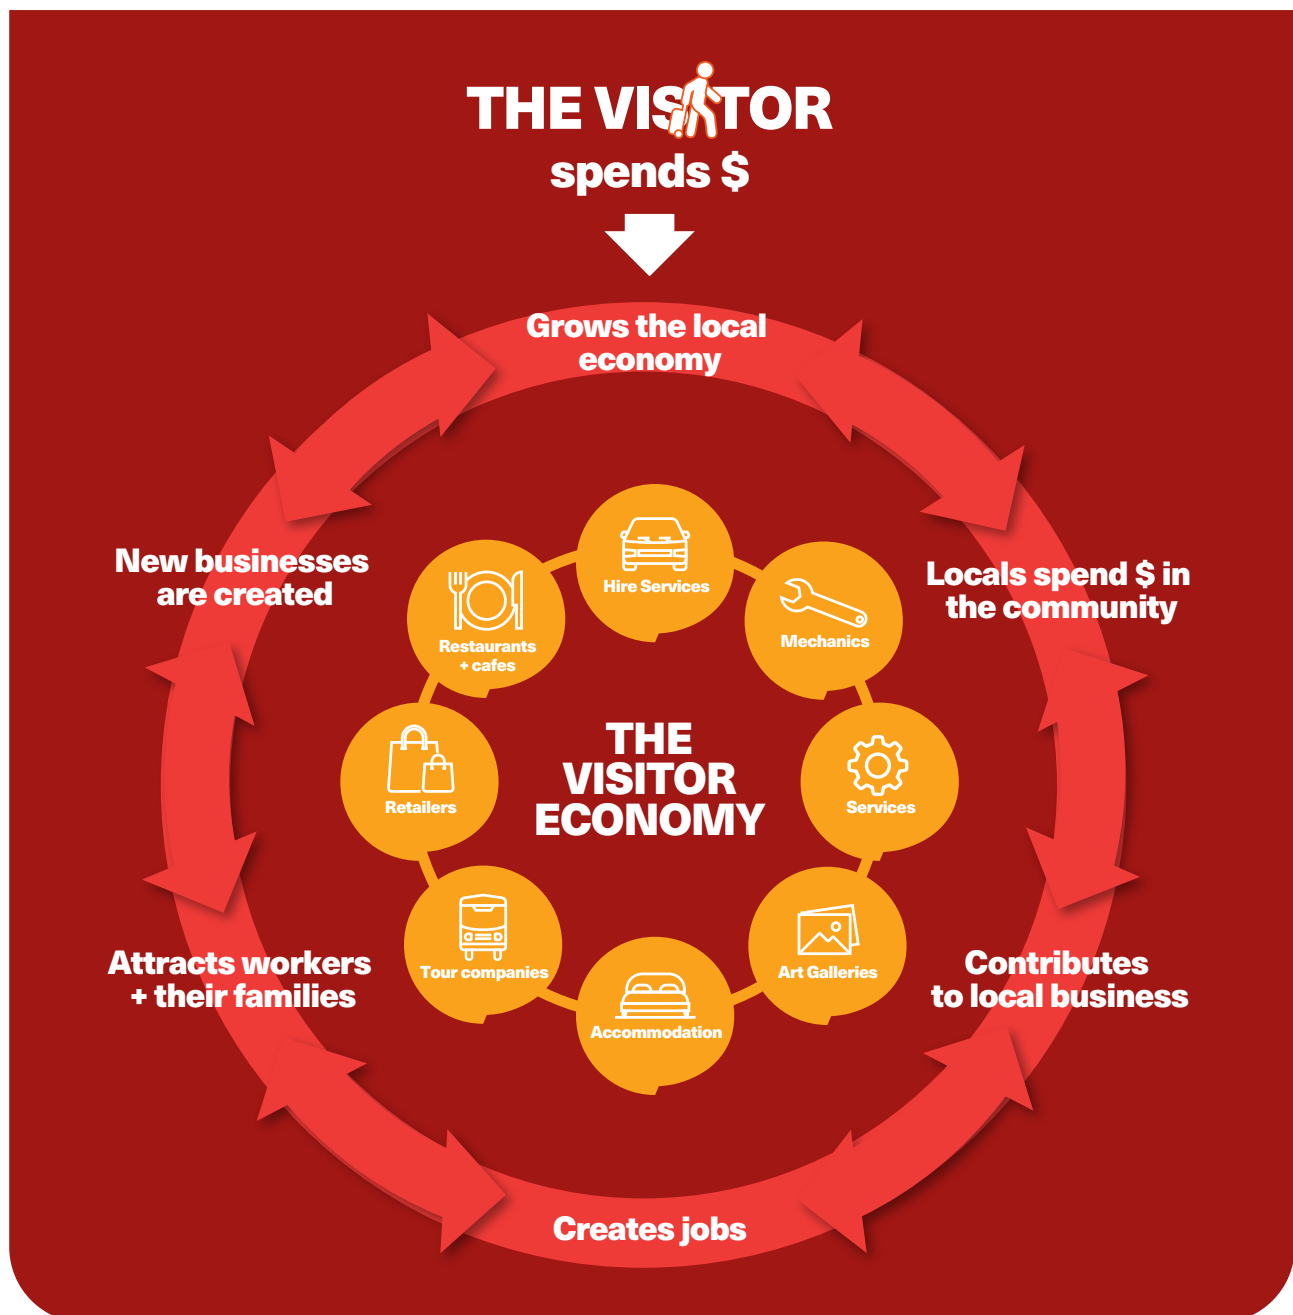 THE VISITOR
spends $
Grows the local
economy
New businesses
are created
Locals spend $ in
the community
Hire Services
Restaurants
+ cafes
Mechanics
THE
VISITOR
ECONOMY
Retailers
Services
Tour companies
Art Galleries
Accommodation
Attracts workers
+ their families
Contributes
to local business
Creates jobs